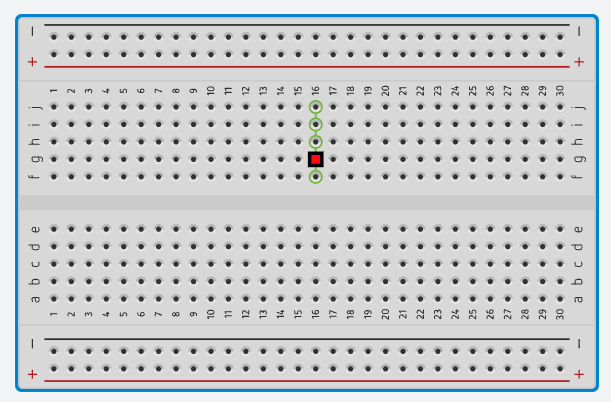 − −
+ +
1 2 3 4 5 6 7 8 9 10 11 12 13 14 15 16 17 18 19 20 21 22 23 24 25 26 27 28 29 30
j j
i i
h h
g g
f f
e e
d d
c c
b b
a a
1 2 3 4 5 6 7 8 9 10 11 12 13 14 15 16 17 18 19 20 21 22 23 24 25 26 27 28 29 30
− −
+ +